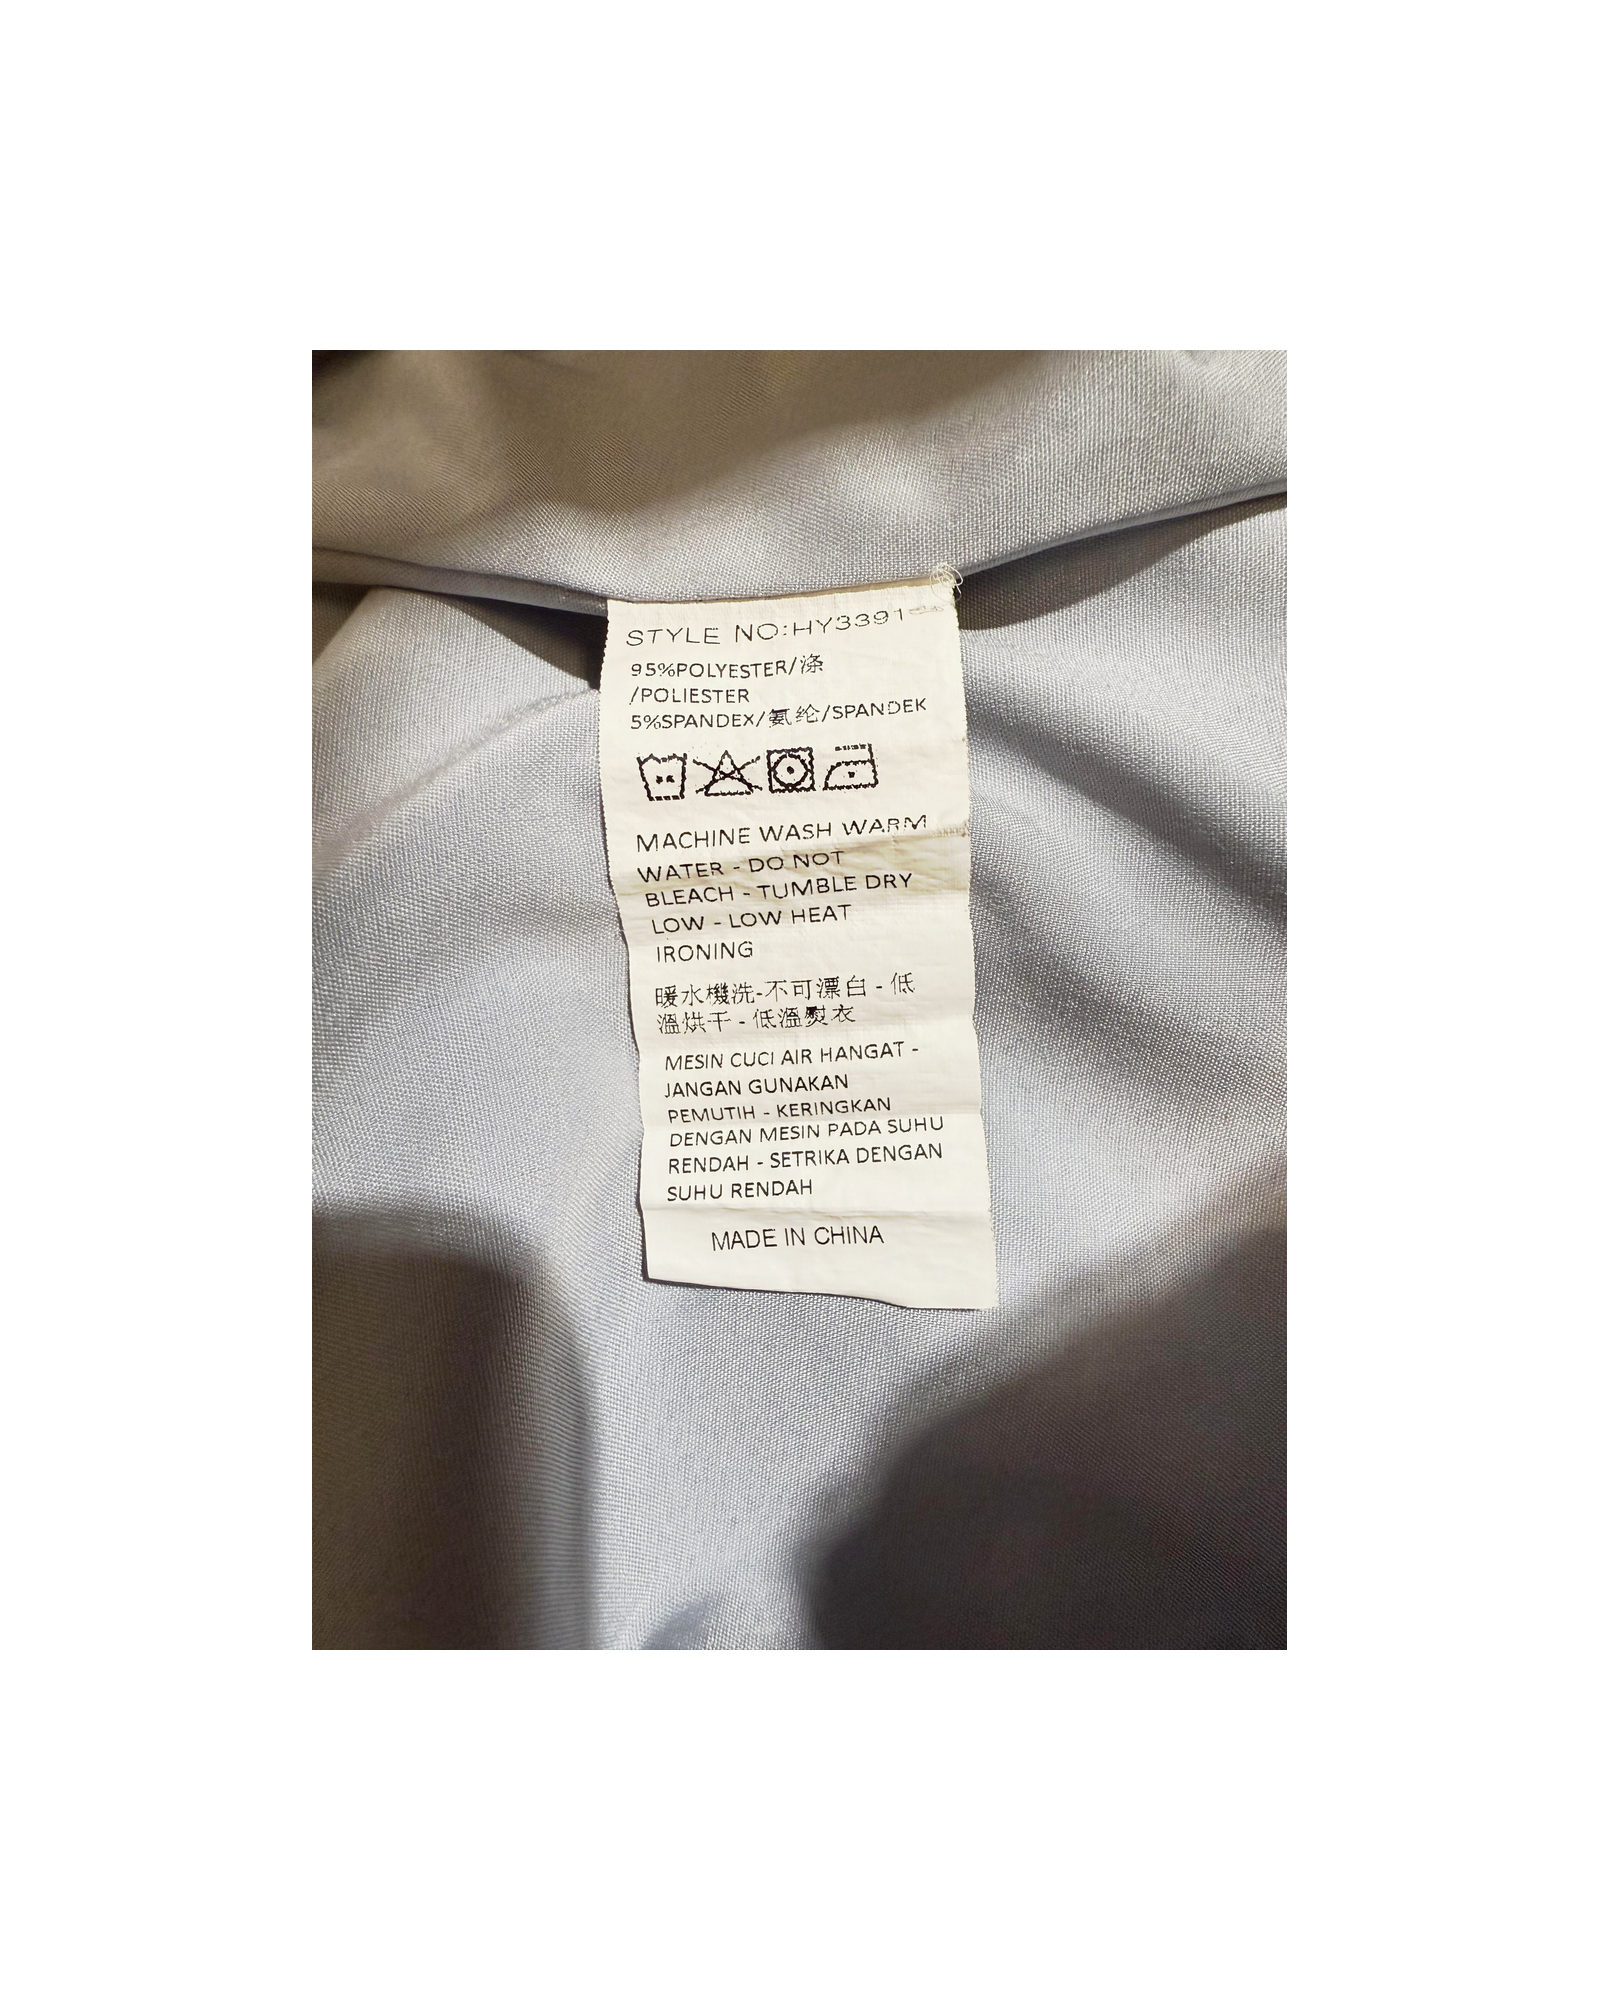 STYLE NO:HY3391
95%POLYESTER/涤
/POLIESTER
5%SPANDEX/氨纶/SPANDEK
MACHINE WASH WARM
WATER - DO NOT
BLEACH - TUMBLE DRY
LOW - LOW HEAT
IRONING
暖水機洗-不可漂白 - 低
溫烘干 - 低溫熨衣
MESIN CUCI AIR HANGAT -
JANGAN GUNAKAN
PEMUTIH - KERINGKAN
DENGAN MESIN PADA SUHU
RENDAH - SETRIKA DENGAN
SUHU RENDAH
MADE IN CHINA